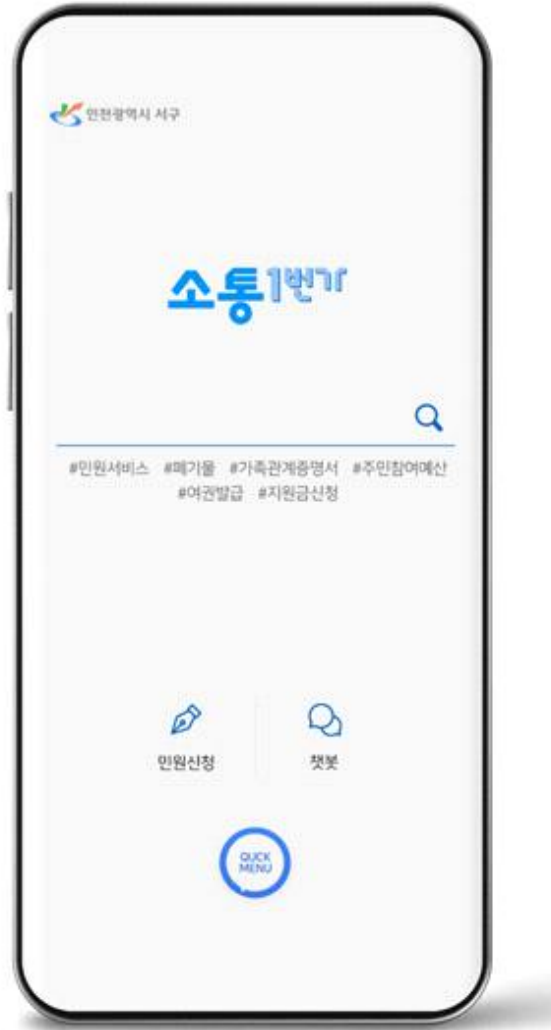 인천광역시 서구
소통1번가
#민원서비스 #폐기물 #가족관계증명서 #주민참여예산
#여권발급 #지원금신청
민원신청 챗봇
QUCK
MENU